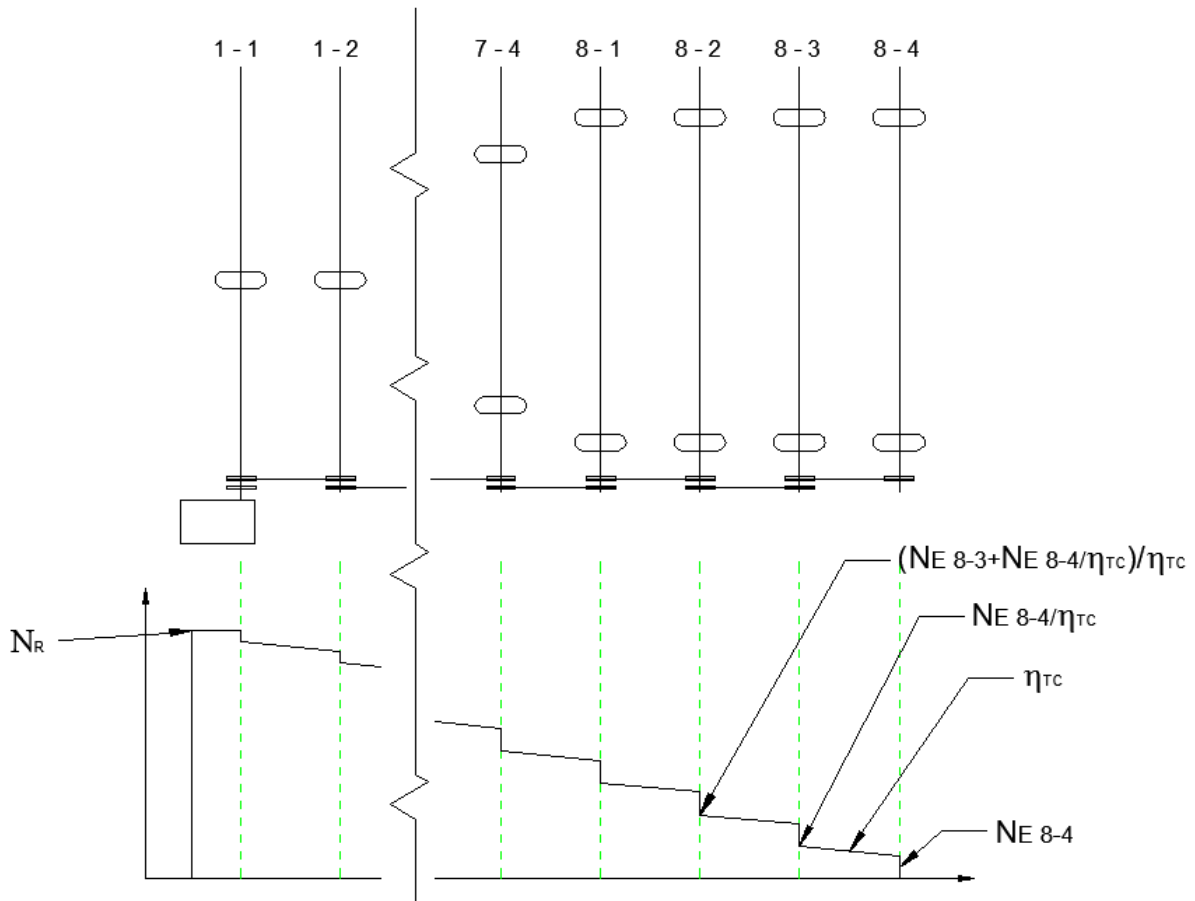 1 - 1 1 - 2 7 - 4 8 - 1 8 - 2 8 - 3 8 - 4
(NE 8-3+NE 8-4/ηTC)/ηTC
NE 8-4/ηTC
NR
ηTC
NE 8-4